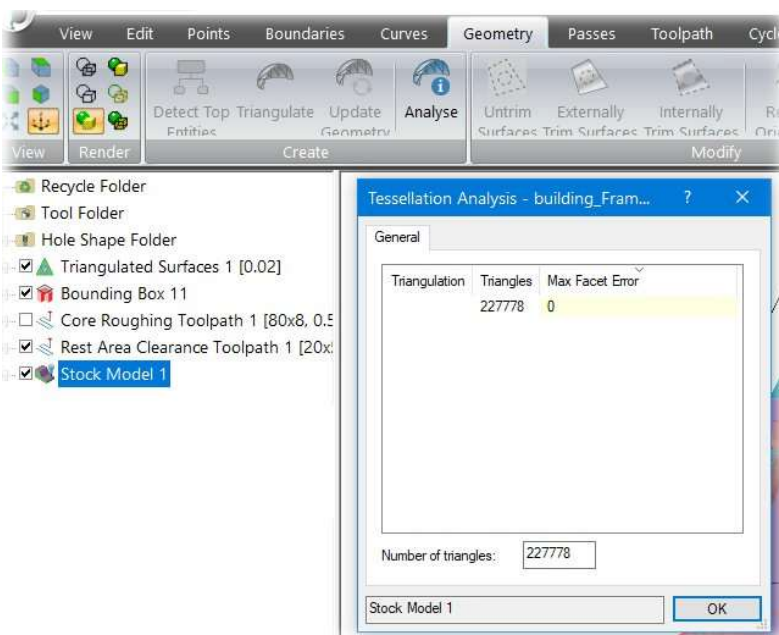 View Edit Points Boundaries Curves Geometry Passes Toolpath
Detect Top Triangulate Update Analyse Untrim Externally Internally
Entities Geometry Surfaces Trim Surfaces Trim Surfaces
View Render Create Modify
Recycle Folder
Tool Folder
Hole Shape Folder
Triangulated Surfaces 1 [0.02]
Bounding Box 11
Core Roughing Toolpath 1 [80x8, 0.5
Rest Area Clearance Toolpath 1 [20x
Stock Model 1
Tessellation Analysis - building_Fram... ? ×
General
Triangulation Triangles Max Facet Error
227778 0
Number of triangles: 227778
Stock Model 1 OK